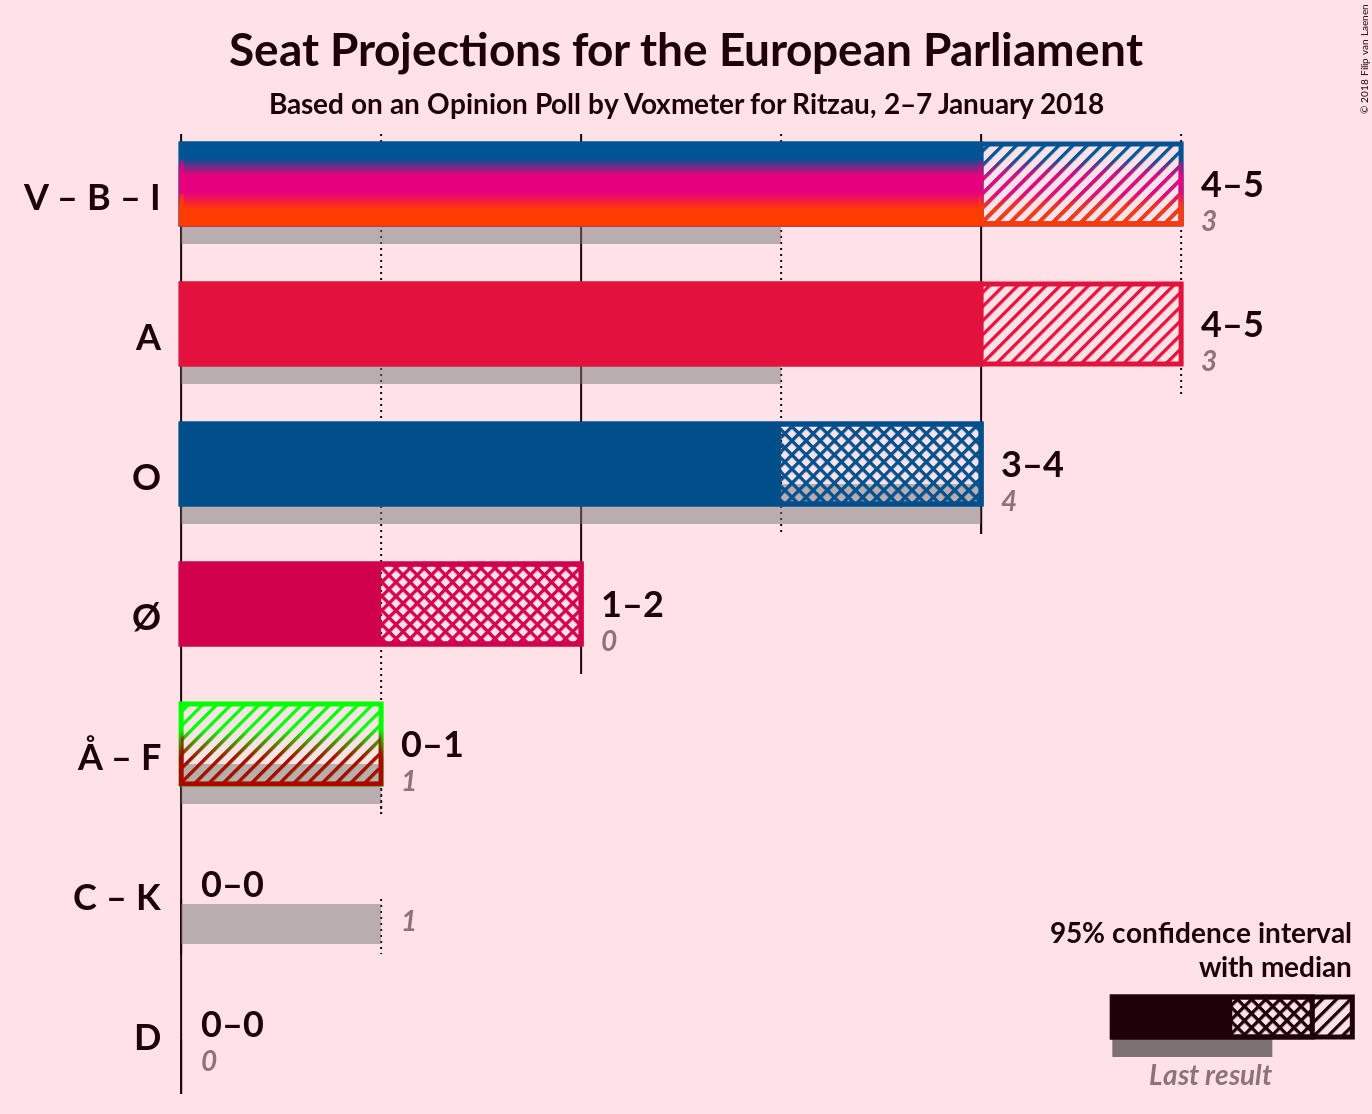 Seat Projections for the European Parliament
Based on an Opinion Poll by Voxmeter for Ritzau, 2–7 January 2018
© 2018 Filip van Laenen
V – B – I
4–5
3
A
4–5
3
O
3–4
4
Ø
1–2
0
Å – F
0–1
1
C – K
0–0
1
D
0–0
0
95% confidence interval
with median
Last result